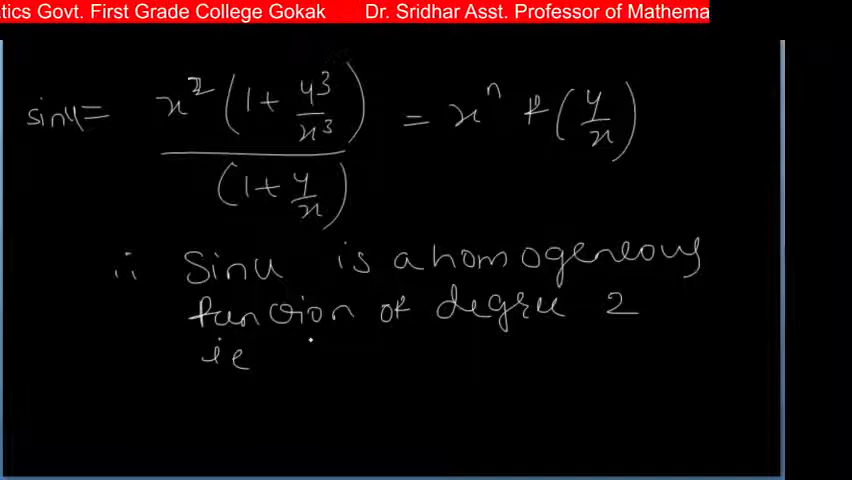 tics Govt. First Grade College Gokak Dr. Sridhar Asst. Professor of Mathema
sinu = x² (1 + y³/x³) / (1 + y/x) = xⁿ f (y/x)
∴ Sinu is a homogeneous
function of degree 2
ie